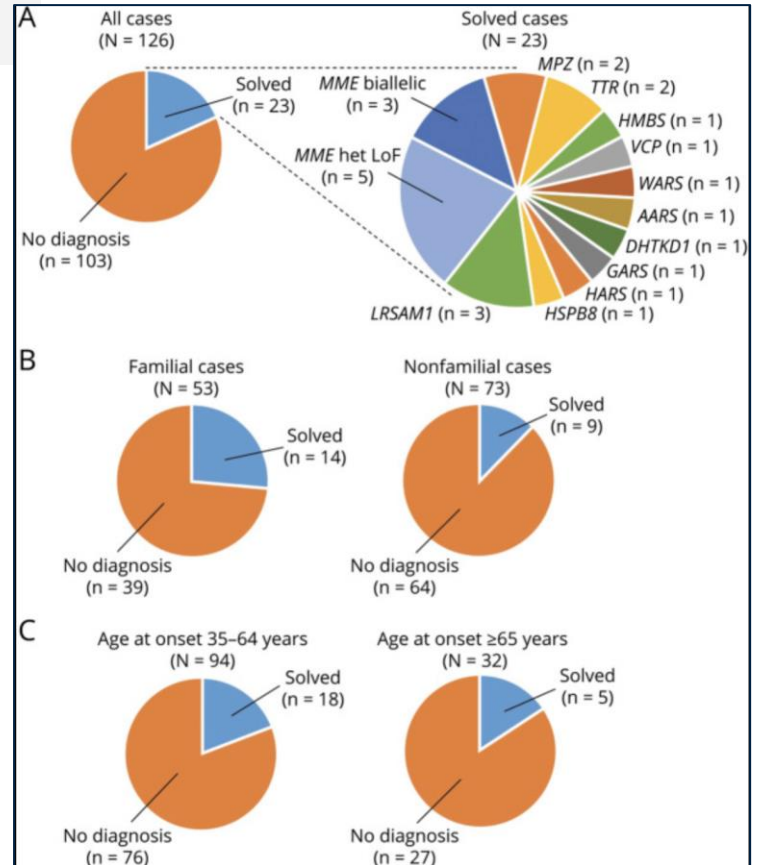 A
All cases
(N = 126)
Solved
(n = 23)
No diagnosis
(n = 103)
Solved cases
(N = 23)
MME biallelic
(n = 3)
MME het LoF
(n = 5)
LRSAM1 (n = 3)
MPZ (n = 2)
TTR (n = 2)
HMBS (n = 1)
VCP (n = 1)
WARS (n = 1)
AARS (n = 1)
DHTKD1 (n = 1)
GARS (n = 1)
HARS (n = 1)
HSPB8 (n = 1)
B
Familial cases
(N = 53)
Solved
(n = 14)
No diagnosis
(n = 39)
Nonfamilial cases
(N = 73)
Solved
(n = 9)
No diagnosis
(n = 64)
C
Age at onset 35–64 years
(N = 94)
Solved
(n = 18)
No diagnosis
(n = 76)
Age at onset ≥65 years
(N = 32)
Solved
(n = 5)
No diagnosis
(n = 27)